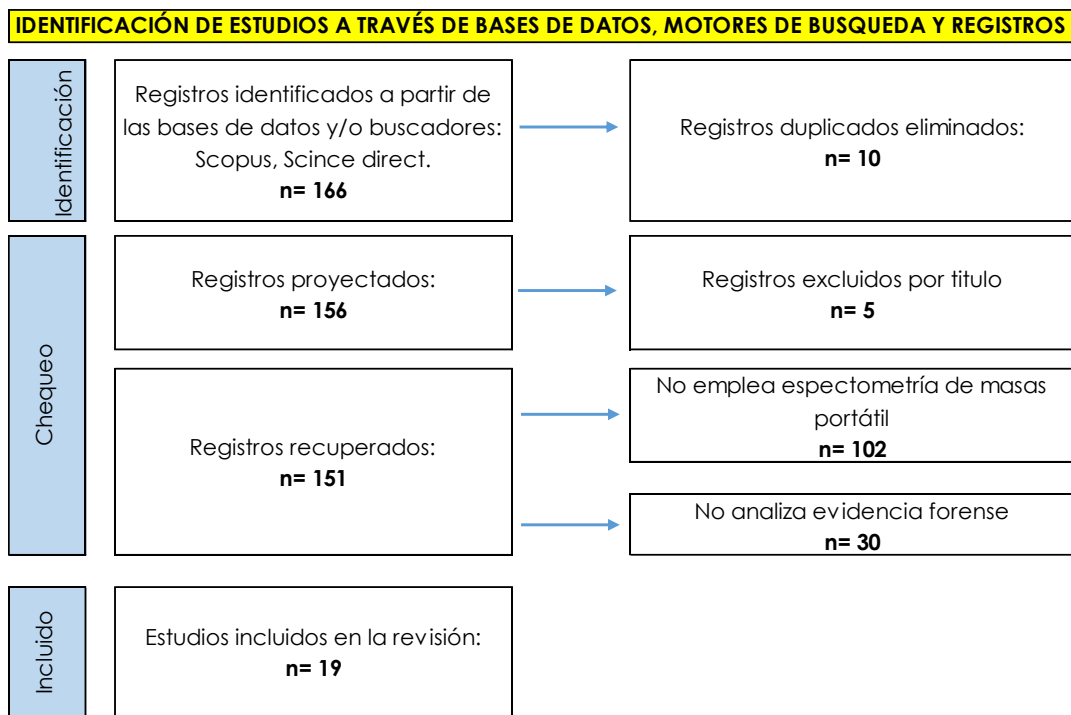 IDENTIFICACIÓN DE ESTUDIOS A TRAVÉS DE BASES DE DATOS, MOTORES DE BUSQUEDA Y REGISTROS
Identificación
Registros identificados a partir de
las bases de datos y/o buscadores:
Scopus, Scince direct.
n= 166
Registros duplicados eliminados:
n= 10
Chequeo
Registros proyectados:
n= 156
Registros excluidos por titulo
n= 5
Registros recuperados:
n= 151
No emplea espectometría de masas
portátil
n= 102
No analiza evidencia forense
n= 30
Incluido
Estudios incluidos en la revisión:
n= 19